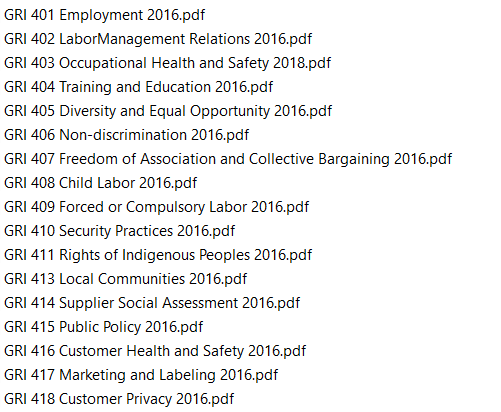 GRI 401 Employment 2016.pdf
GRI 402 LaborManagement Relations 2016.pdf
GRI 403 Occupational Health and Safety 2018.pdf
GRI 404 Training and Education 2016.pdf
GRI 405 Diversity and Equal Opportunity 2016.pdf
GRI 406 Non-discrimination 2016.pdf
GRI 407 Freedom of Association and Collective Bargaining 2016.pdf
GRI 408 Child Labor 2016.pdf
GRI 409 Forced or Compulsory Labor 2016.pdf
GRI 410 Security Practices 2016.pdf
GRI 411 Rights of Indigenous Peoples 2016.pdf
GRI 413 Local Communities 2016.pdf
GRI 414 Supplier Social Assessment 2016.pdf
GRI 415 Public Policy 2016.pdf
GRI 416 Customer Health and Safety 2016.pdf
GRI 417 Marketing and Labeling 2016.pdf
GRI 418 Customer Privacy 2016.pdf